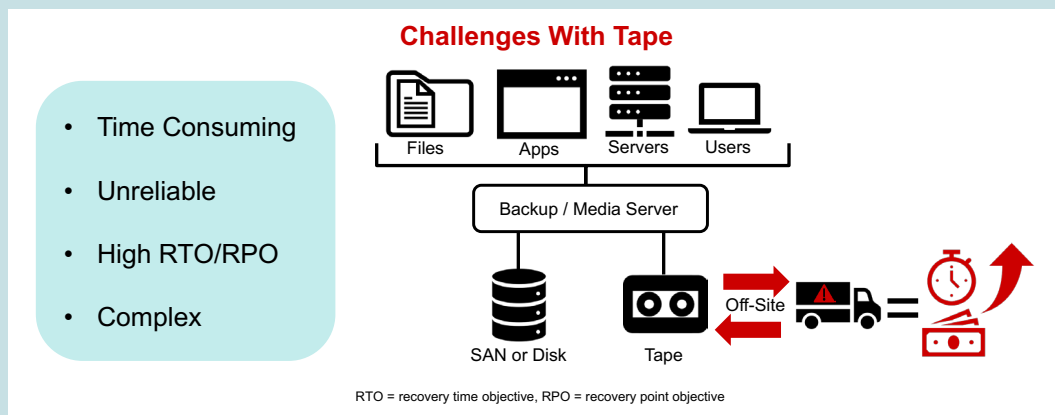 Challenges With Tape
• Time Consuming
• Unreliable
• High RTO/RPO
• Complex
Files
Apps
Servers
Users
Backup / Media Server
Off-Site
SAN or Disk
Tape
RTO = recovery time objective, RPO = recovery point objective